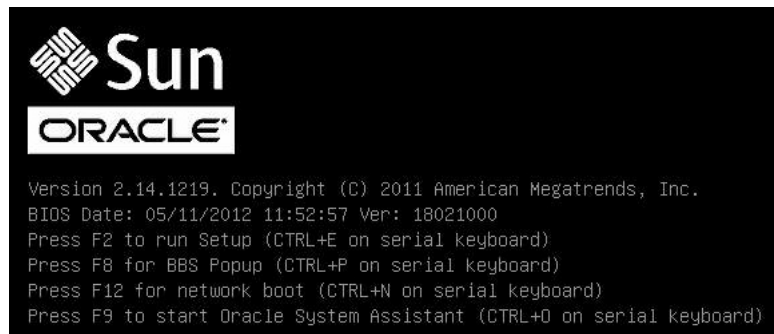 Sun
ORACLE
Version 2.14.1219. Copyright (C) 2011 American Megatrends, Inc.
BIOS Date: 05/11/2012 11:52:57 Ver: 18021000
Press F2 to run Setup (CTRL+E on serial keyboard)
Press F8 for BBS Popup (CTRL+P on serial keyboard)
Press F12 for network boot (CTRL+N on serial keyboard)
Press F9 to start Oracle System Assistant (CTRL+O on serial keyboard)